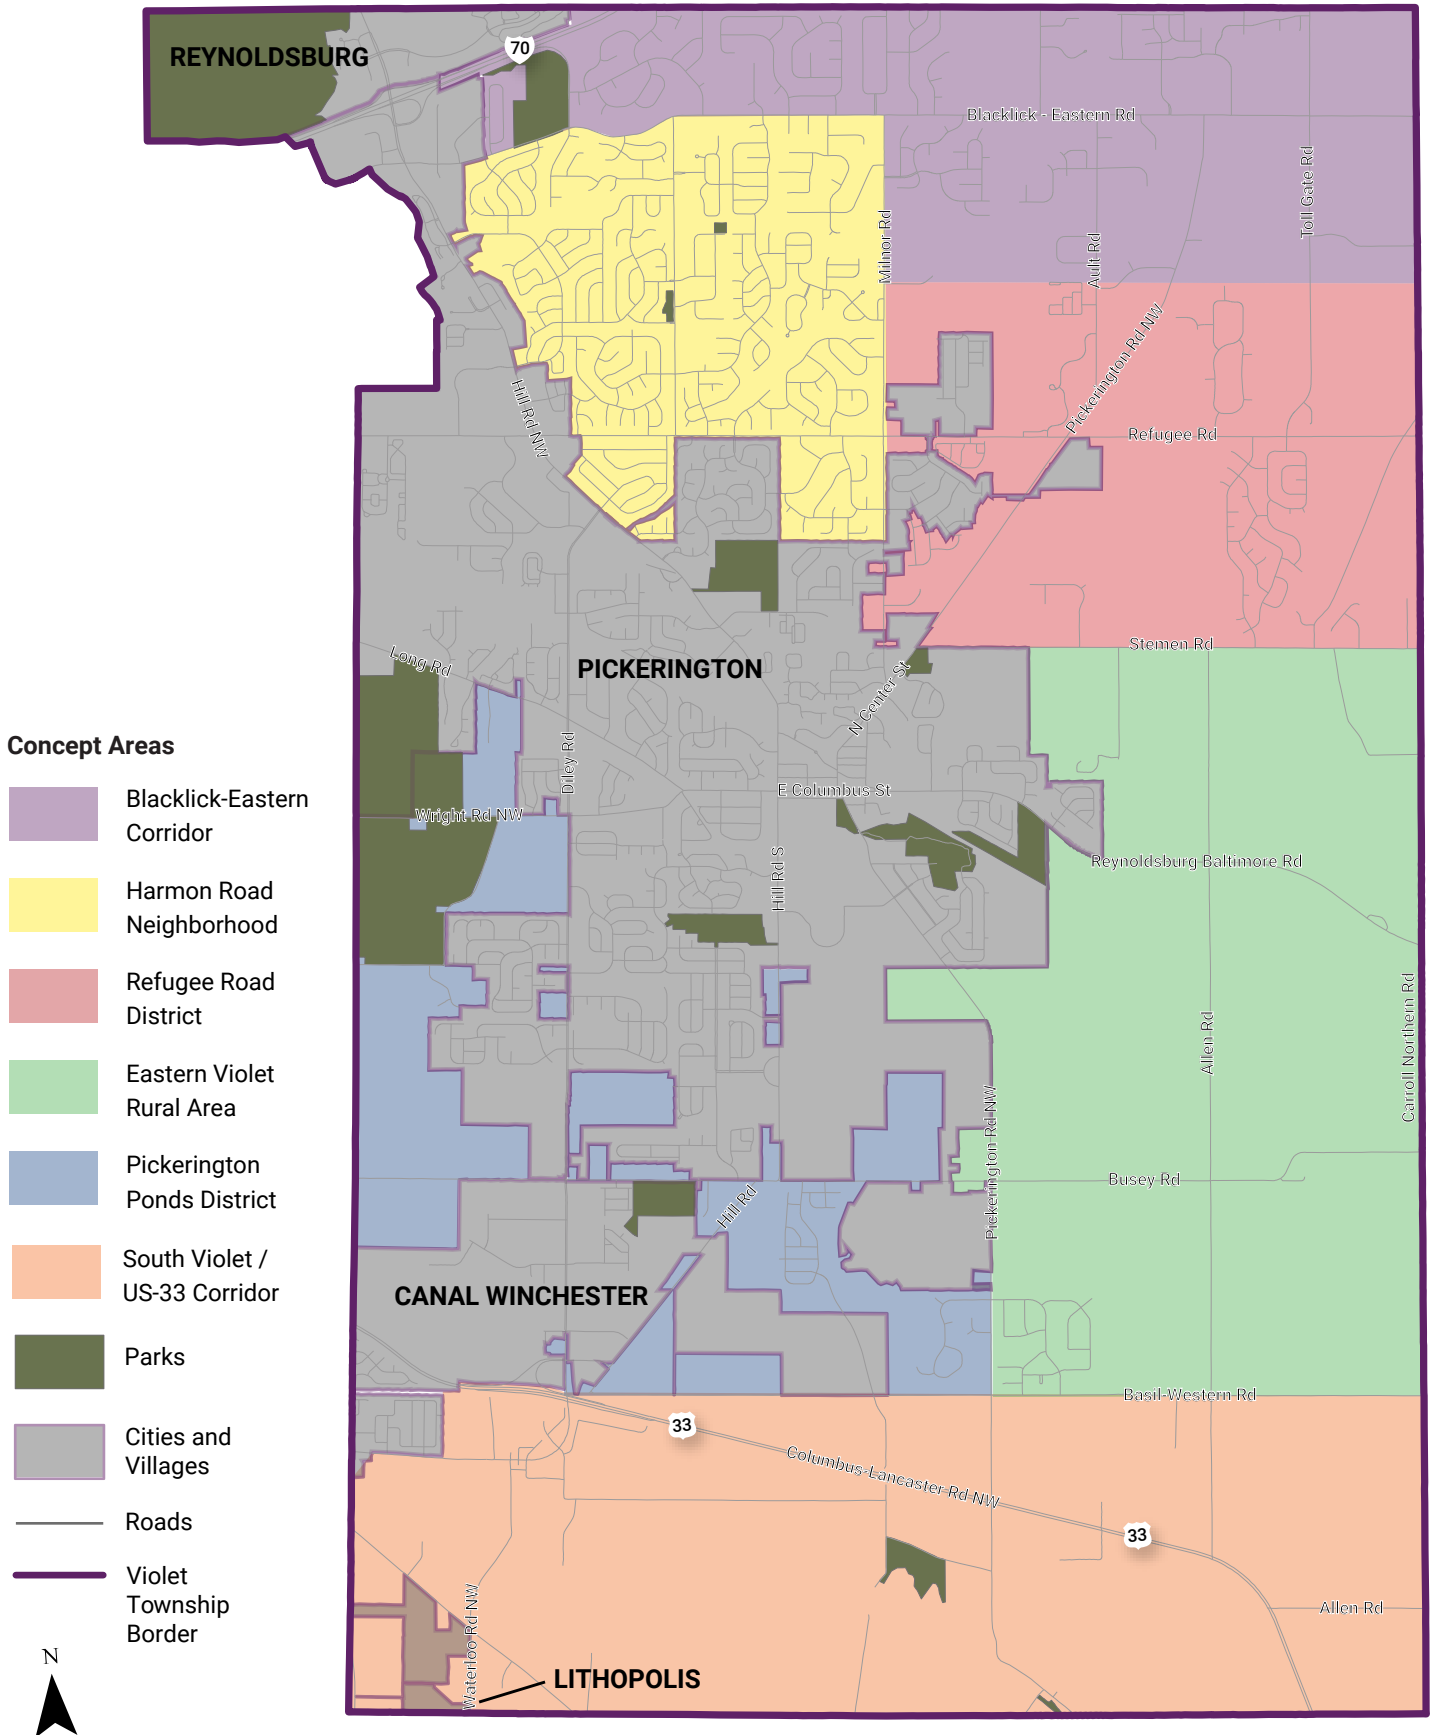 REYNOLDSBURG
70
Blacklick - Eastern Rd
Toll Gate Rd
Milnor Rd
Ault Rd
Pickerington Rd NW
Hill Rd NW
Refugee Rd
Stemen Rd
Long Rd
PICKERINGTON
N Center St
Diley Rd
E Columbus St
Wright Rd NW
Hill Rd S
Reynoldsburg Baltimore Rd
Allen Rd
Carroll Northern Rd
Pickerington Rd NW
Busey Rd
Hill Rd
CANAL WINCHESTER
Basil-Western Rd
33
Columbus-Lancaster Rd NW
33
Allen Rd
Waterloo Rd NW
LITHOPOLIS
Concept Areas
Blacklick-Eastern
Corridor
Harmon Road
Neighborhood
Refugee Road
District
Eastern Violet
Rural Area
Pickerington
Ponds District
South Violet /
US-33 Corridor
Parks
Cities and
Villages
Roads
Violet
Township
Border
N